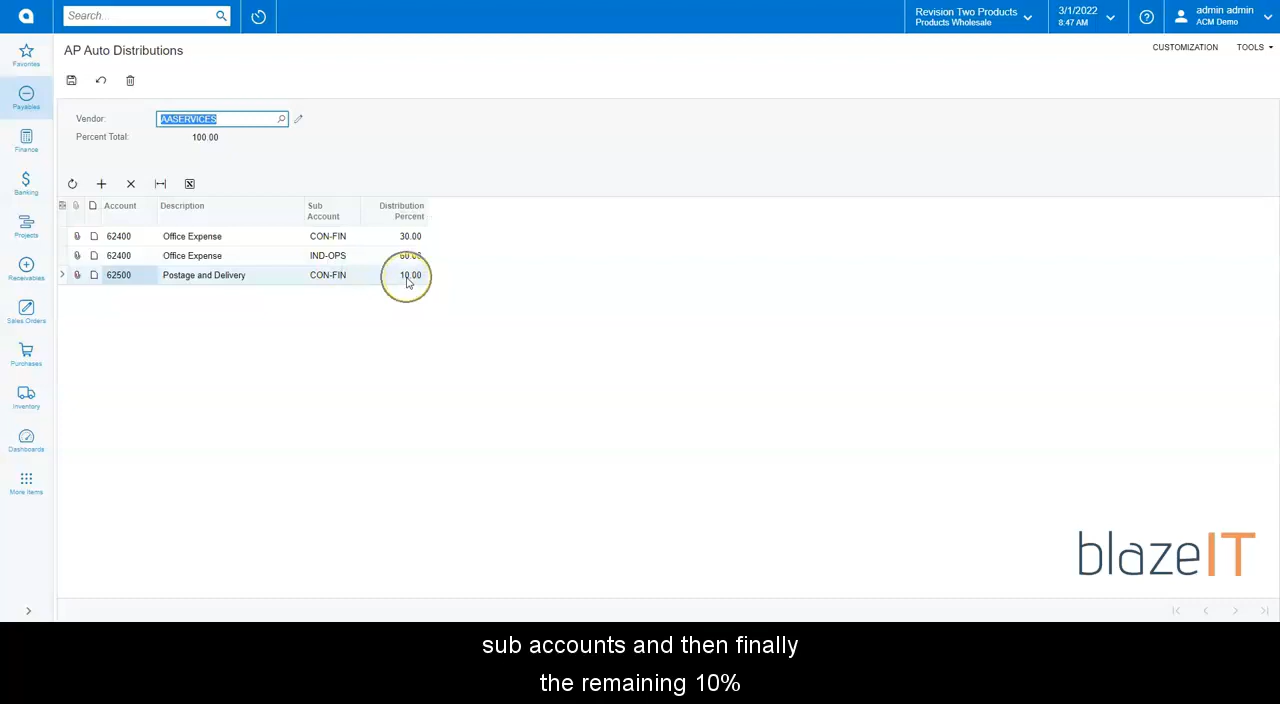 Search...
Revision Two Products
Products Wholesale
3/1/2022
8:47 AM
admin admin
ACM Demo
Favorites
Payables
Finance
Banking
Projects
Receivables
Sales Orders
Purchases
Inventory
Dashboards
More Items
AP Auto Distributions
CUSTOMIZATION
TOOLS
Vendor: AASERVICES
Percent Total: 100.00
Account Description Sub Account Distribution Percent
62400 Office Expense CON-FIN 30.00
62400 Office Expense IND-OPS 60.00
62500 Postage and Delivery CON-FIN 10.00
blazeIT
sub accounts and then finally
the remaining 10%